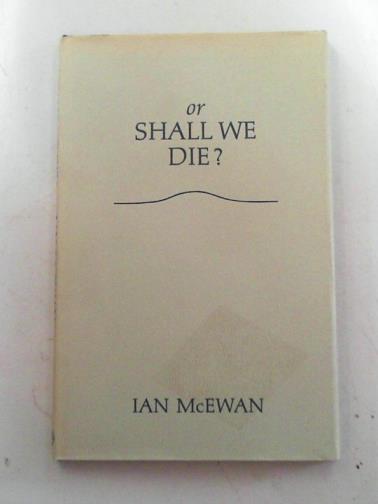 or
SHALL WE
DIE?
IAN McEWAN